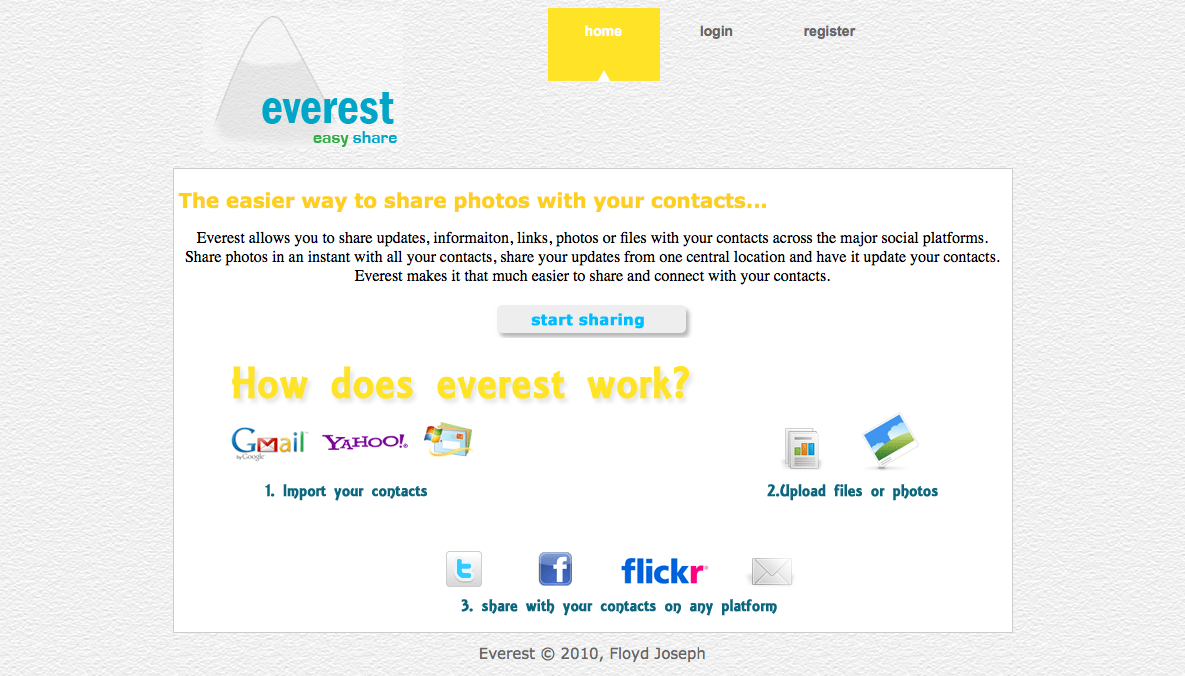 home
login
register
everest
easy share
The easier way to share photos with your contacts...
Everest allows you to share updates, informaiton, links, photos or files with your contacts across the major social platforms.
Share photos in an instant with all your contacts, share your updates from one central location and have it update your contacts.
Everest makes it that much easier to share and connect with your contacts.
start sharing
How does everest work?
Gmail
by Google
YAHOO!
1. Import your contacts
2.Upload files or photos
t
f
flickr
3. share with your contacts on any platform
Everest © 2010, Floyd Joseph